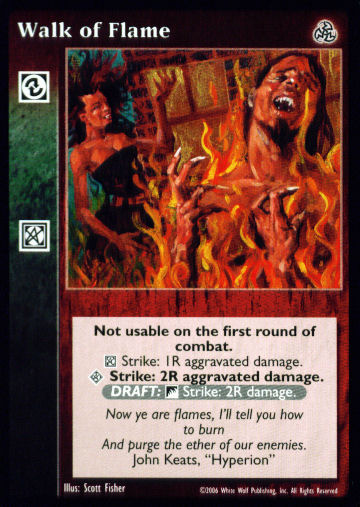 Walk of Flame
Not usable on the first round of
combat.
Strike: 1R aggravated damage.
Strike: 2R aggravated damage.
DRAFT: Strike: 2R damage.
Now ye are flames, I'll tell you how
to burn
And purge the ether of our enemies.
John Keats, "Hyperion"
Illus: Scott Fisher
©2006 White Wolf Publishing, Inc. All Rights Reserved